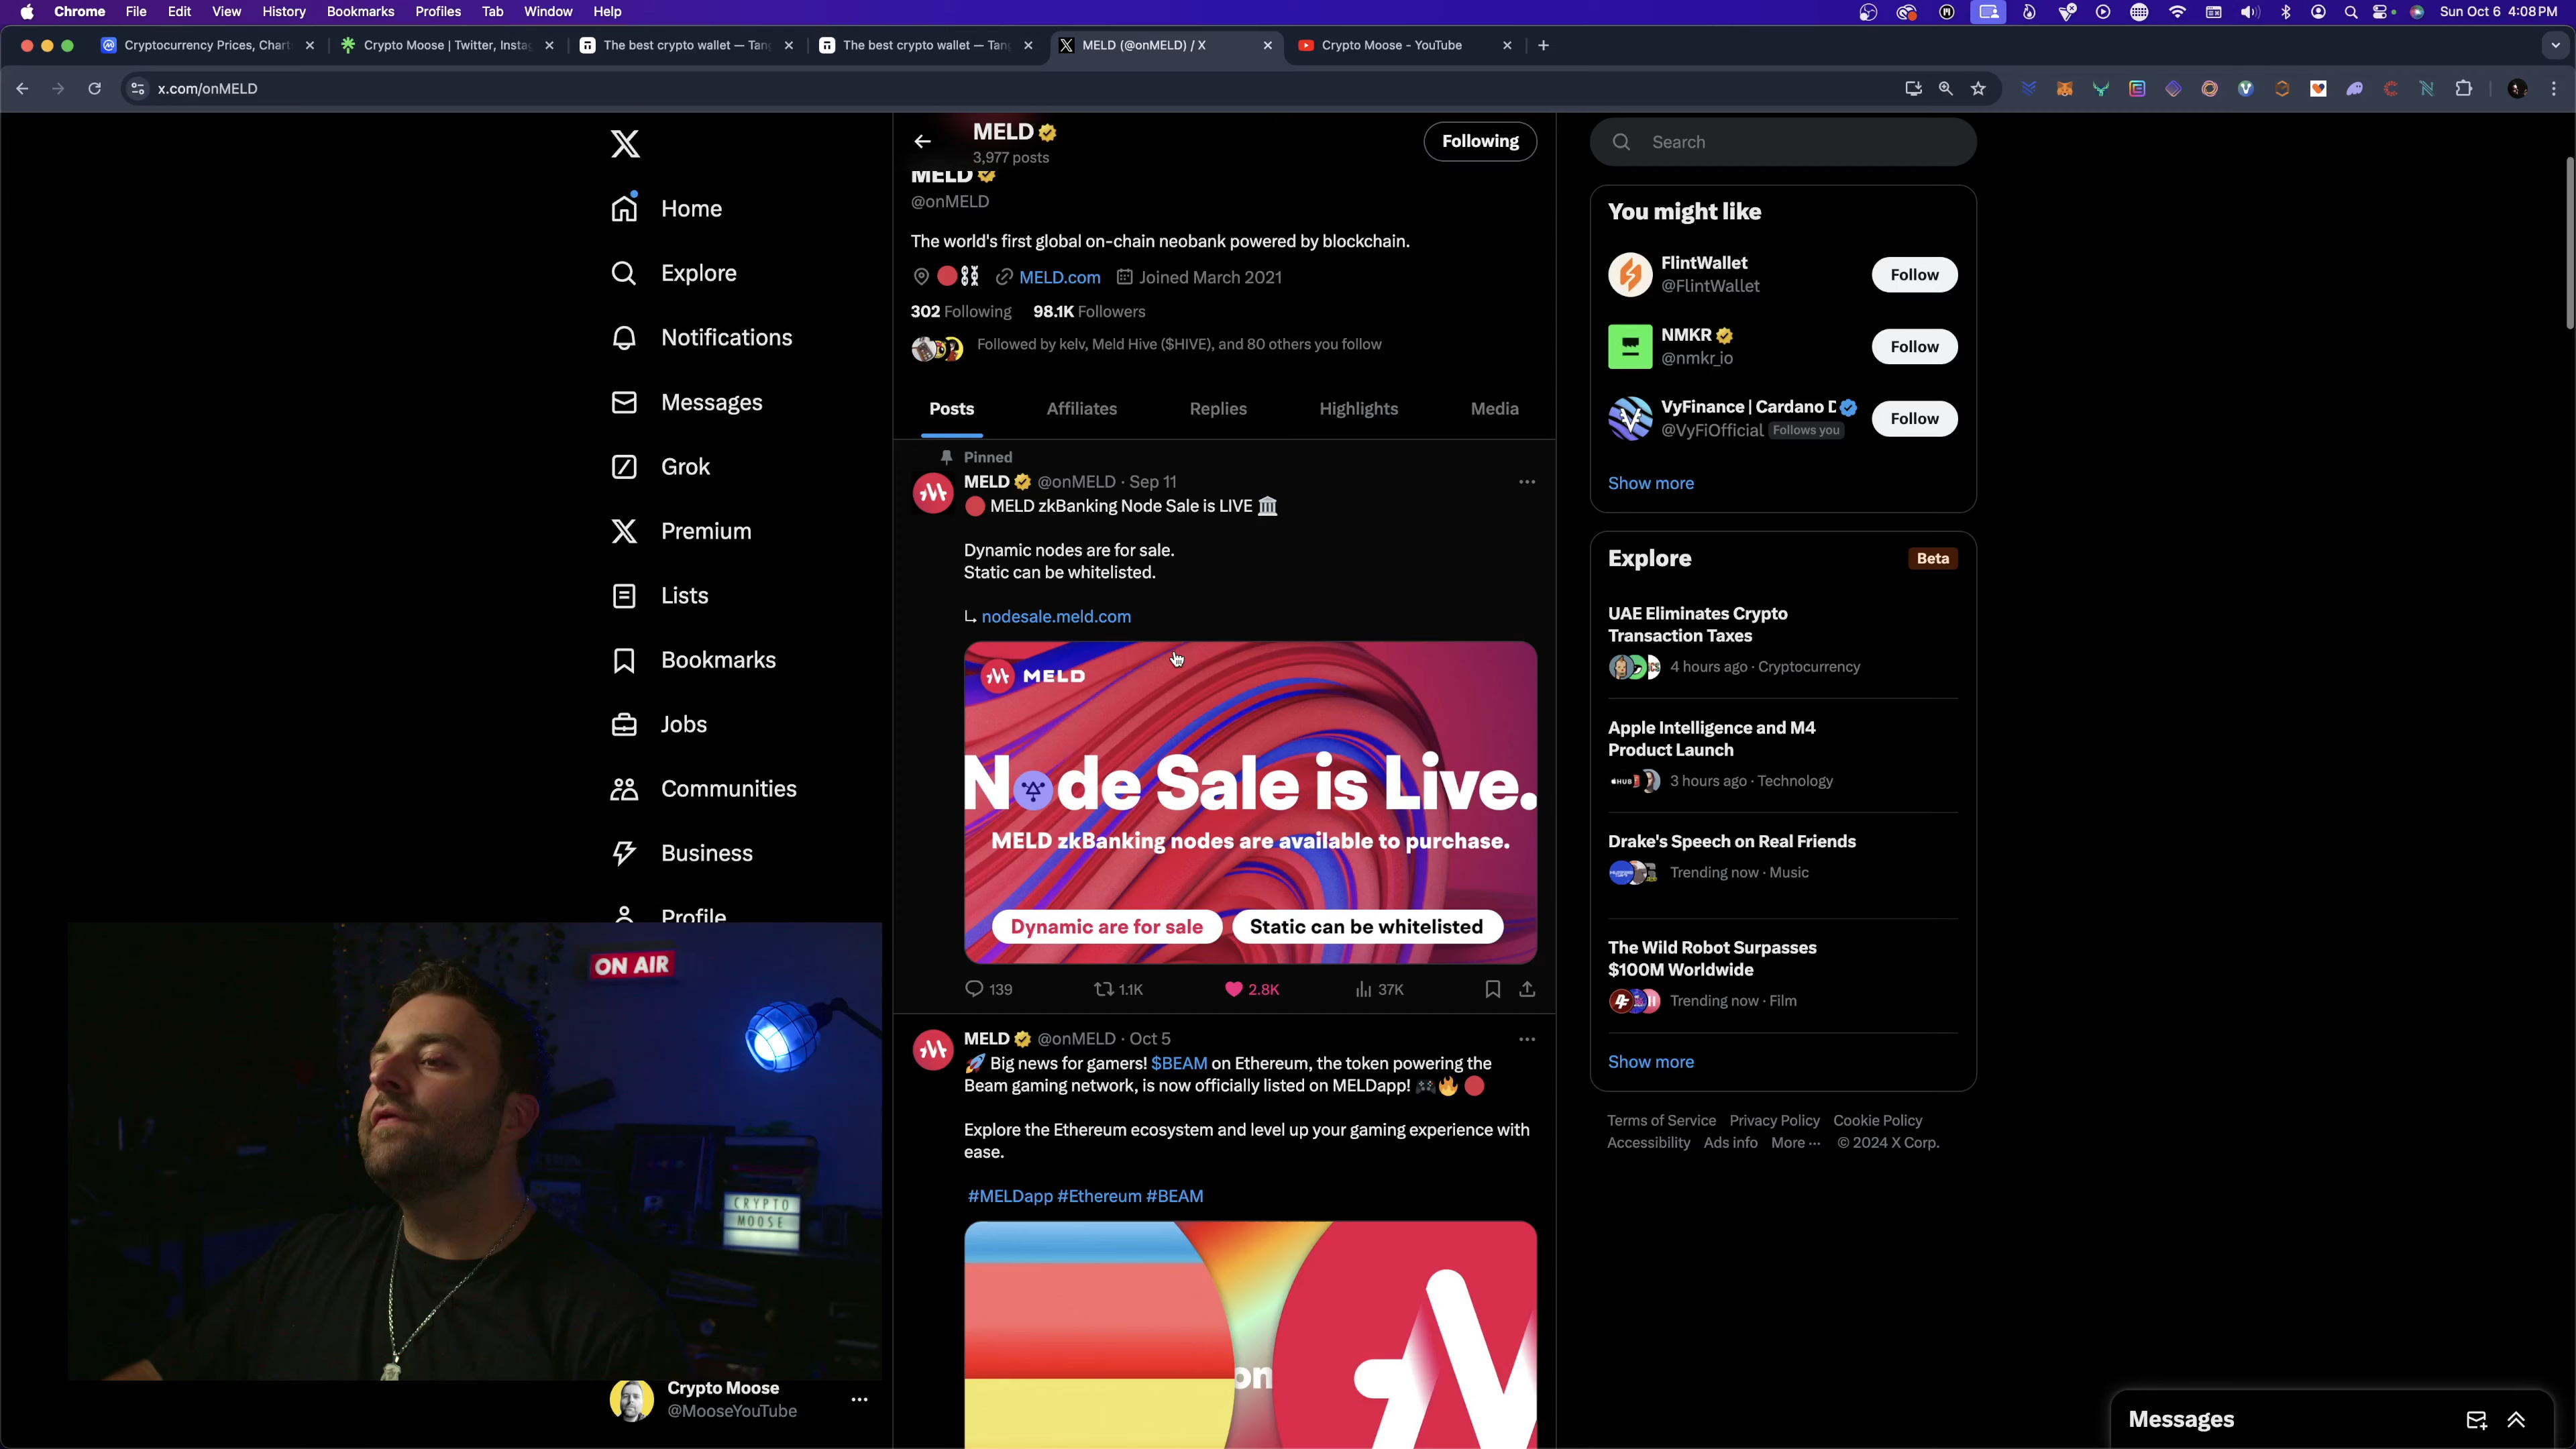 Chrome File Edit View History Bookmarks Profiles Tab Window Help
Sun Oct 6 4:08 PM
Cryptocurrency Prices, Chart
Crypto Moose | Twitter, Insta
The best crypto wallet — Tan
The best crypto wallet — Tan
MELD (@onMELD) / X
Crypto Moose - YouTube
x.com/onMELD
Home
Explore
Notifications
Messages
Grok
Premium
Lists
Bookmarks
Jobs
Communities
Business
Profile
ON AIR
CRYPTO
MOOSE
Crypto Moose
@MooseYouTube
MELD
3,977 posts
Following
MELD
@onMELD
The world's first global on-chain neobank powered by blockchain.
MELD.com Joined March 2021
302 Following 98.1K Followers
Followed by kelv, Meld Hive ($HIVE), and 80 others you follow
Posts Affiliates Replies Highlights Media
Pinned
MELD @onMELD · Sep 11
MELD zkBanking Node Sale is LIVE
Dynamic nodes are for sale.
Static can be whitelisted.
nodesale.meld.com
MELD
Node Sale is Live.
MELD zkBanking nodes are available to purchase.
Dynamic are for sale Static can be whitelisted
139 1.1K 2.8K 37K
MELD @onMELD · Oct 5
🚀 Big news for gamers! $BEAM on Ethereum, the token powering the
Beam gaming network, is now officially listed on MELDapp! 🎮🔥🔴
Explore the Ethereum ecosystem and level up your gaming experience with
ease.
#MELDapp #Ethereum #BEAM
on
Search
You might like
FlintWallet
@FlintWallet
Follow
NMKR
@nmkr_io
Follow
VyFinance | Cardano D
@VyFiOfficial Follows you
Follow
Show more
Explore
Beta
UAE Eliminates Crypto
Transaction Taxes
4 hours ago · Cryptocurrency
Apple Intelligence and M4
Product Launch
3 hours ago · Technology
Drake's Speech on Real Friends
Trending now · Music
The Wild Robot Surpasses
$100M Worldwide
Trending now · Film
Show more
Terms of Service Privacy Policy Cookie Policy
Accessibility Ads info More ··· © 2024 X Corp.
Messages